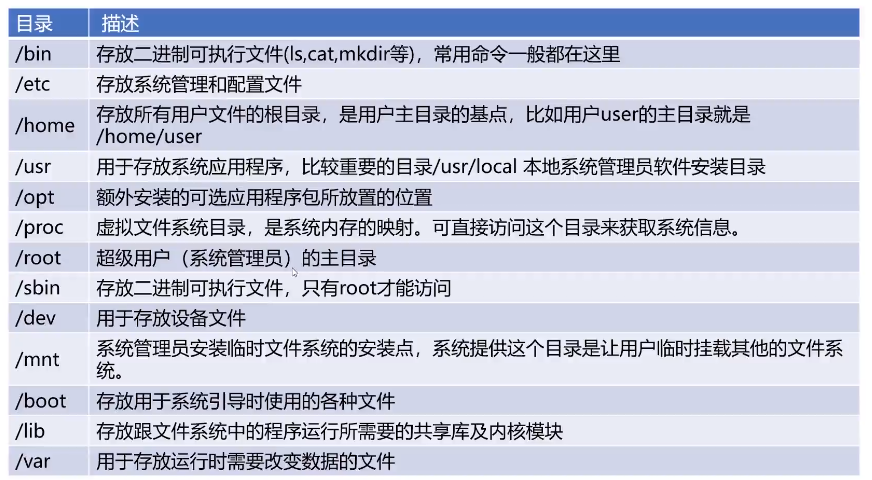 目录 描述
/bin 存放二进制可执行文件(ls,cat,mkdir等)，常用命令一般都在这里
/etc 存放系统管理和配置文件
/home 存放所有用户文件的根目录，是用户主目录的基点，比如用户user的主目录就是
/home/user
/usr 用于存放系统应用程序，比较重要的目录/usr/local 本地系统管理员软件安装目录
/opt 额外安装的可选应用程序包所放置的位置
/proc 虚拟文件系统目录，是系统内存的映射。可直接访问这个目录来获取系统信息。
/root 超级用户（系统管理员）的主目录
/sbin 存放二进制可执行文件，只有root才能访问
/dev 用于存放设备文件
/mnt 系统管理员安装临时文件系统的安装点，系统提供这个目录是让用户临时挂载其他的文件系
统。
/boot 存放用于系统引导时使用的各种文件
/lib 存放跟文件系统中的程序运行所需要的共享库及内核模块
/var 用于存放运行时需要改变数据的文件